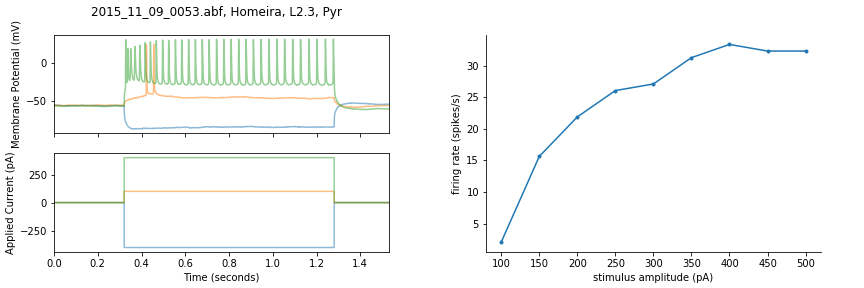 2015_11_09_0053.abf, Homeira, L2.3, Pyr
Membrane Potential (mV)
0
−50
Applied Current (pA)
250
0
−250
0.0 0.2 0.4 0.6 0.8 1.0 1.2 1.4
Time (seconds)
firing rate (spikes/s)
30
25
20
15
10
5
100 150 200 250 300 350 400 450 500
stimulus amplitude (pA)